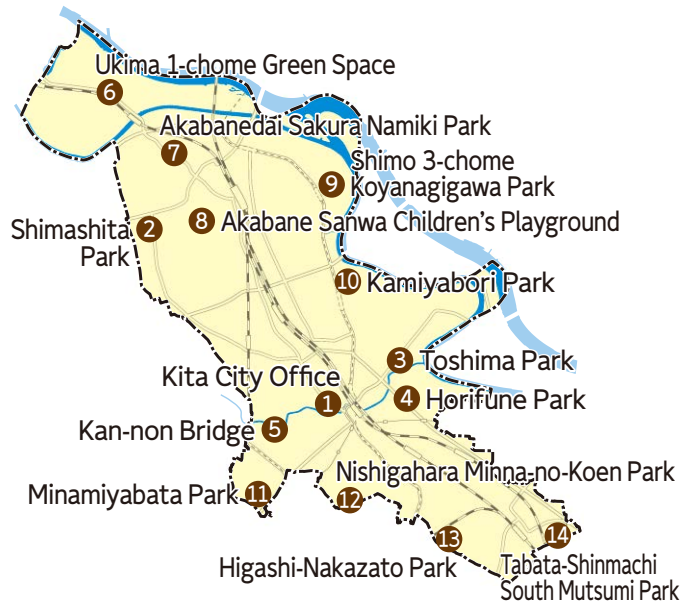 Ukima 1-chome Green Space
6
Akabanedai Sakura Namiki Park
7
Shimo 3-chome
9 Koyanagigawa Park
Shimashita
Park
2
8 Akabane Sanwa Children's Playground
10 Kamiyabori Park
3 Toshima Park
Kita City Office
1
4 Horifune Park
Kan-non Bridge 5
Nishigahara Minna-no-Koen Park
12
Minamiyabata Park 11
13
Higashi-Nakazato Park
14
Tabata-Shinmachi
South Mutsumi Park